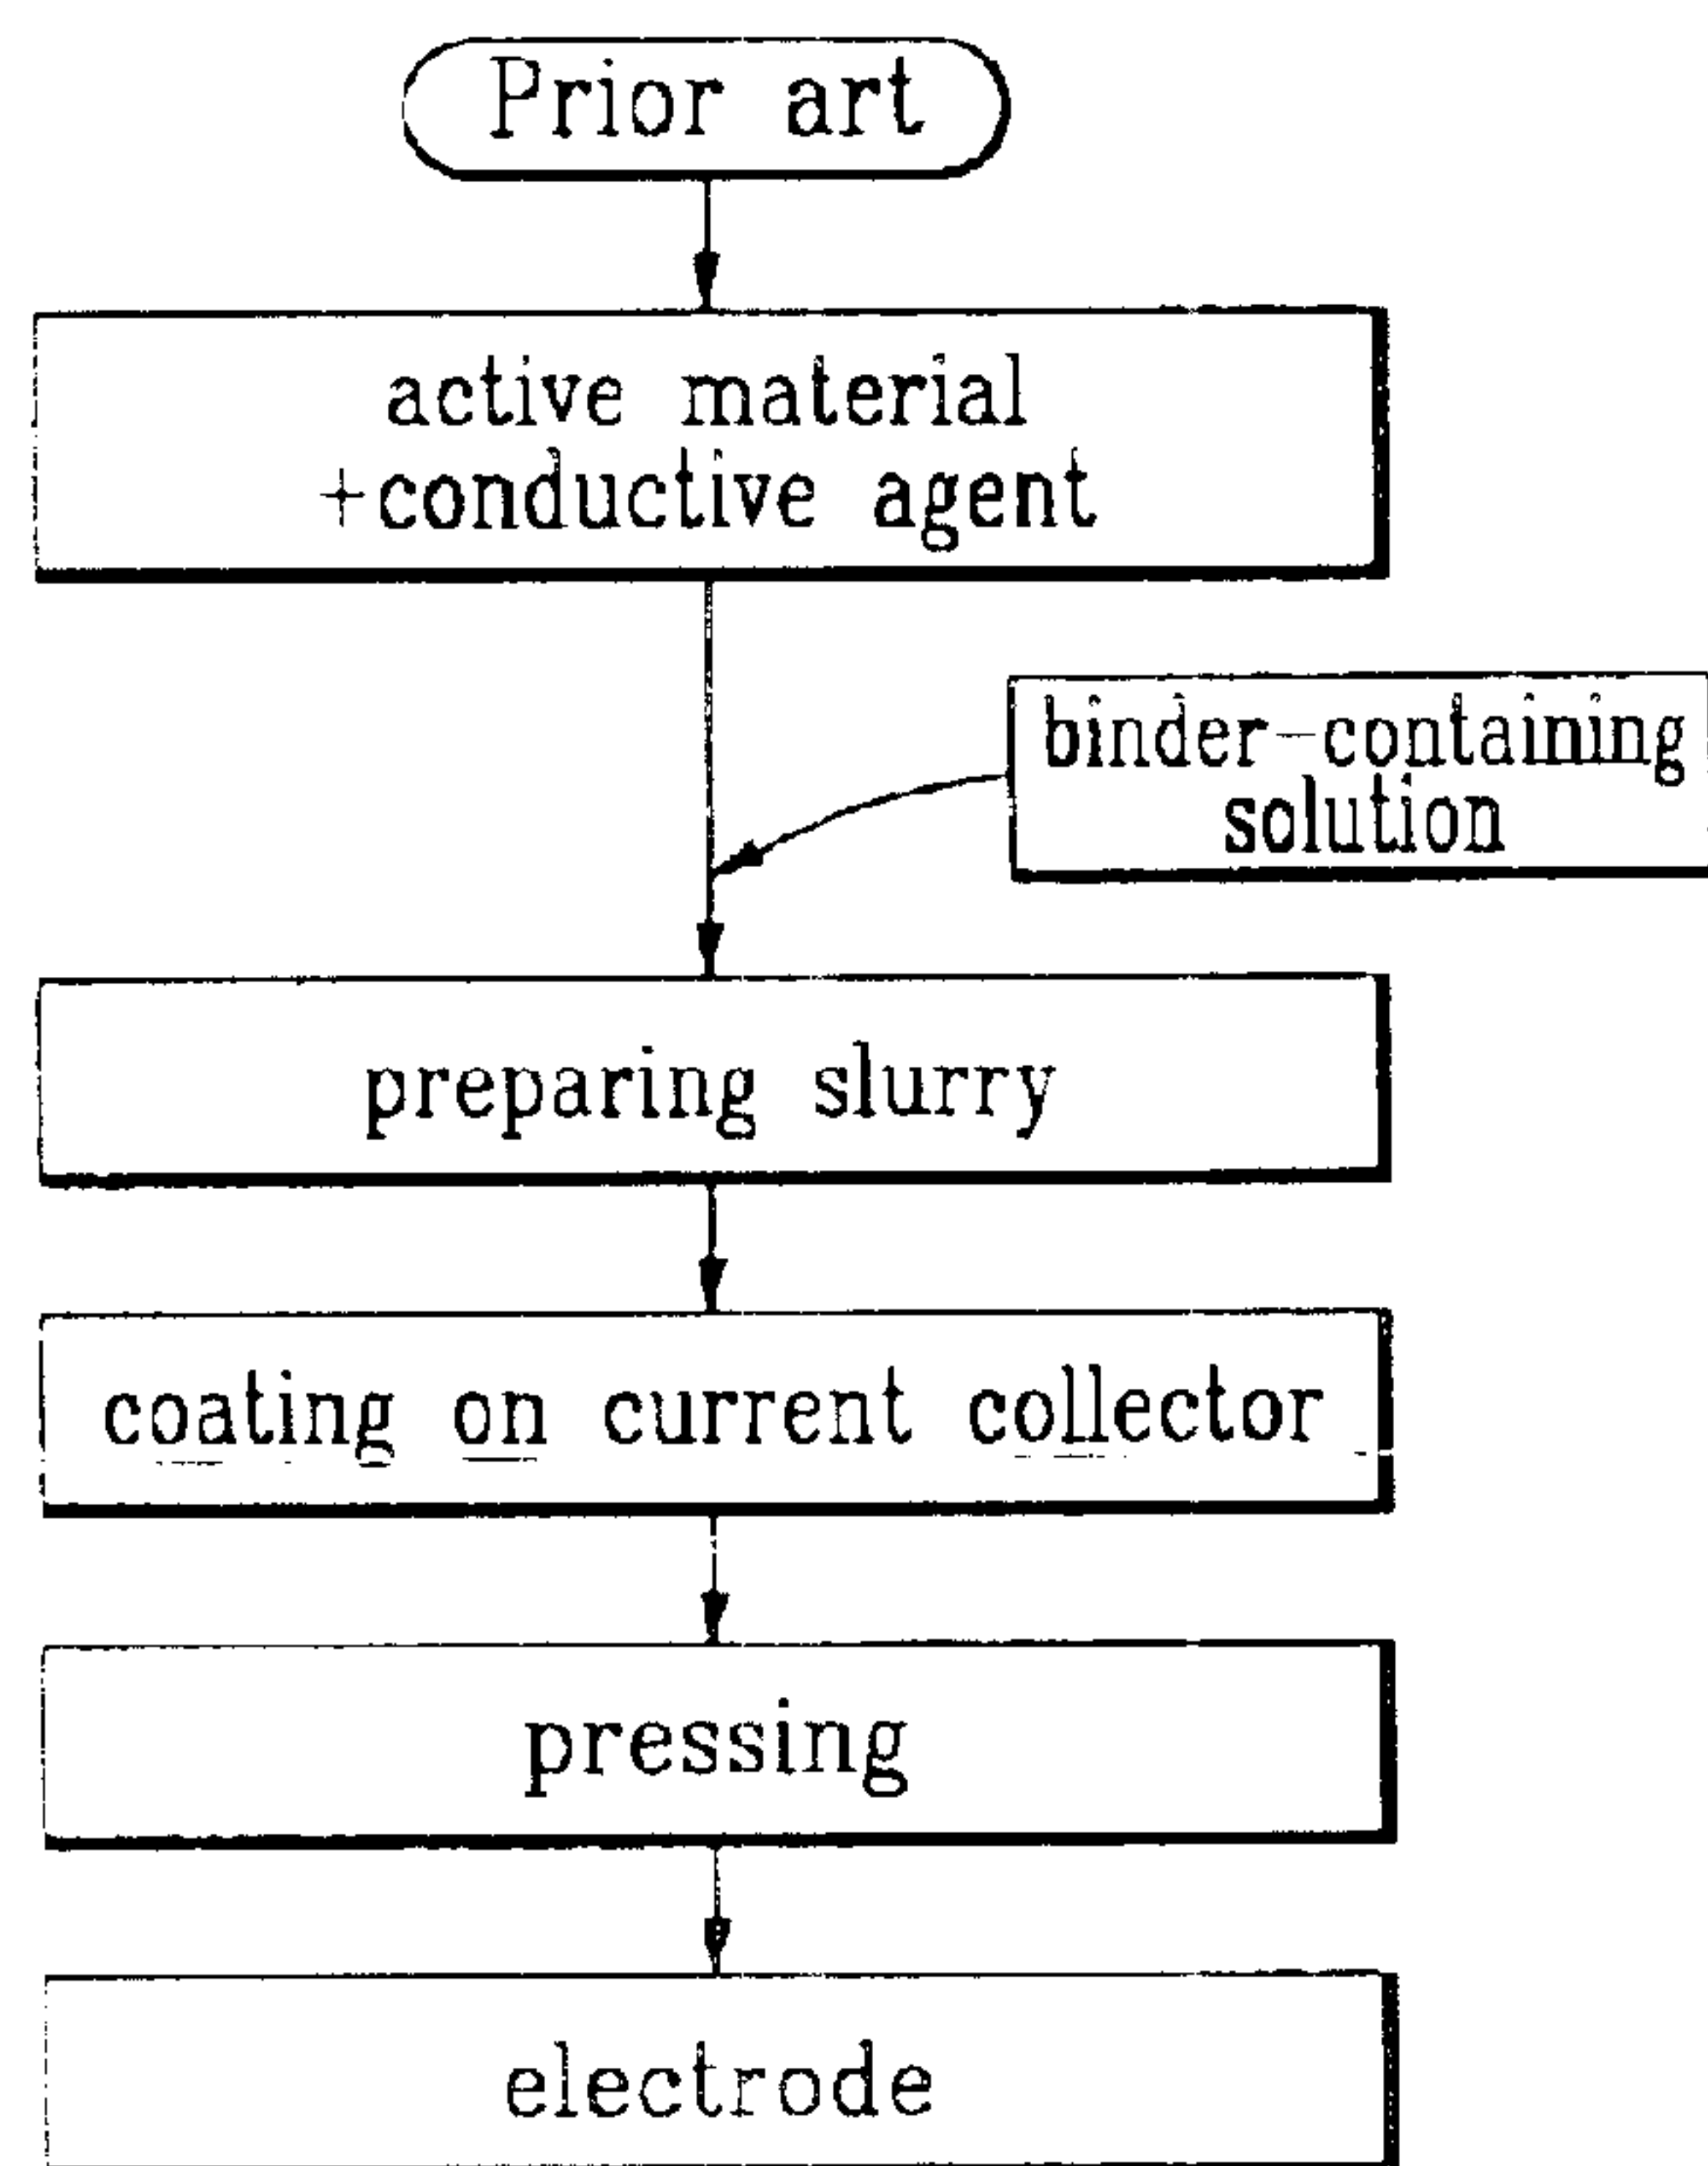 Prior art
active material
+conductive agent
binder-containing
solution
preparing slurry
coating on current collector
pressing
electrode